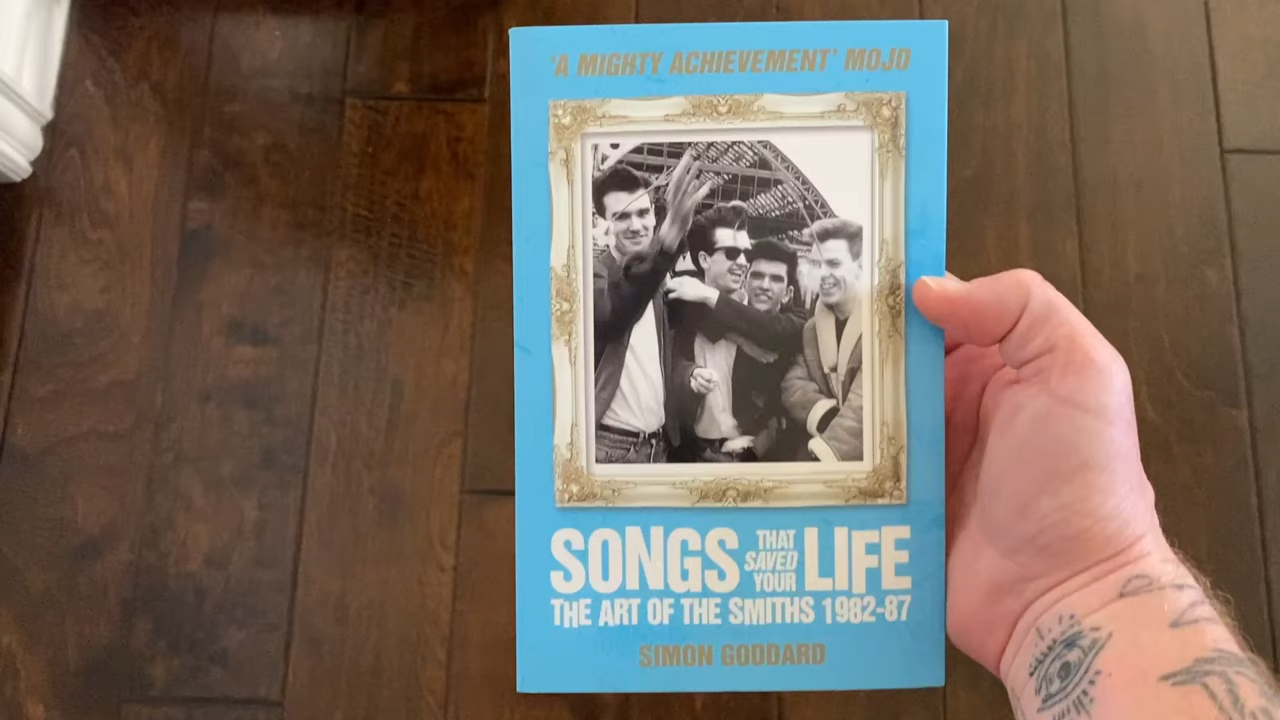 'A MIGHTY ACHIEVEMENT' MOJO
SONGS THAT SAVED YOUR LIFE
THE ART OF THE SMITHS 1982-87
SIMON GODDARD